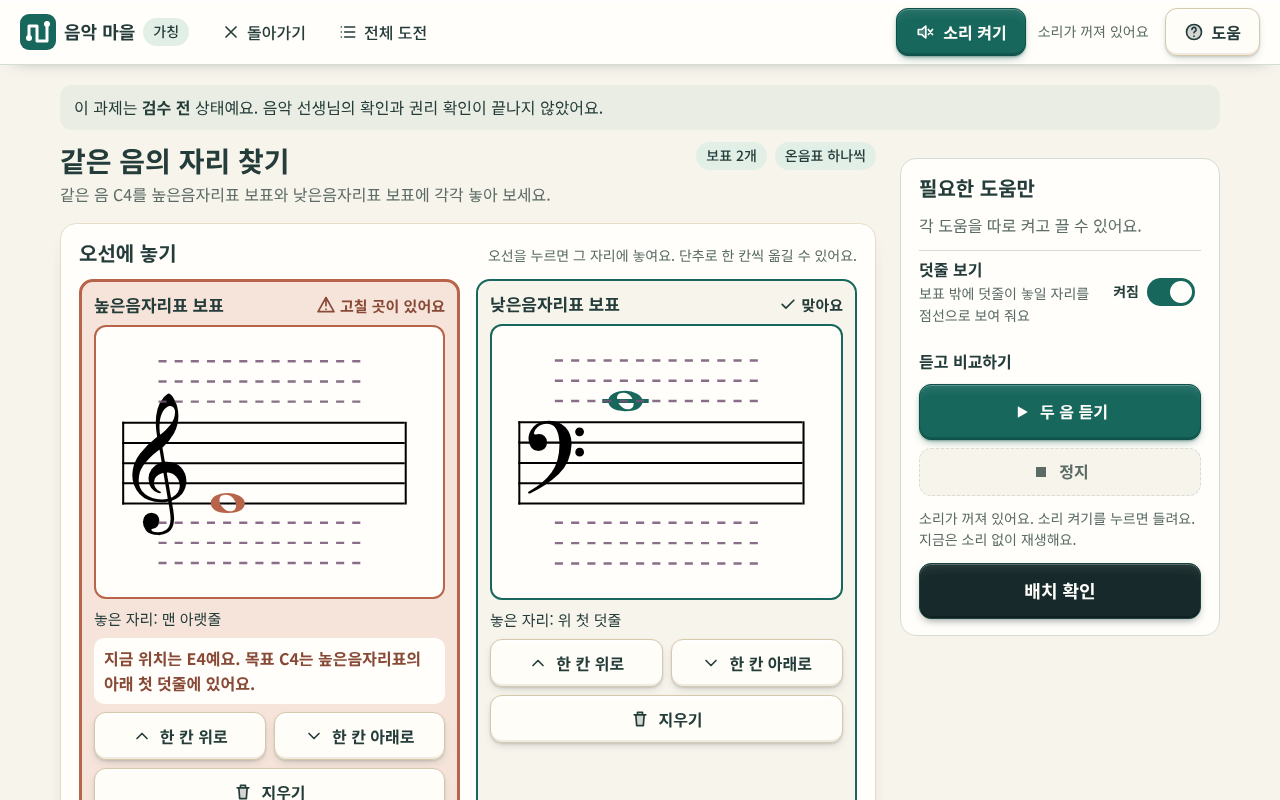 음악 마을 가칭 돌아가기 전체 도전 소리 켜기 소리가 꺼져 있어요 도움
이 과제는 검수 전 상태예요. 음악 선생님의 확인과 권리 확인이 끝나지 않았어요.
같은 음의 자리 찾기
보표 2개 온음표 하나씩
같은 음 C4를 높은음자리표 보표와 낮은음자리표 보표에 각각 놓아 보세요.
오선에 놓기
오선을 누르면 그 자리에 놓여요. 단추로 한 칸씩 옮길 수 있어요.
높은음자리표 보표 고칠 곳이 있어요
놓은 자리: 맨 아랫줄
지금 위치는 E4예요. 목표 C4는 높은음자리표의
아래 첫 덧줄에 있어요.
한 칸 위로 한 칸 아래로
지우기
낮은음자리표 보표 맞아요
놓은 자리: 위 첫 덧줄
한 칸 위로 한 칸 아래로
지우기
필요한 도움만
각 도움을 따로 켜고 끌 수 있어요.
덧줄 보기
보표 밖에 덧줄이 놓일 자리를
점선으로 보여 줘요
켜짐
듣고 비교하기
두 음 듣기
정지
소리가 꺼져 있어요. 소리 켜기를 누르면 들려요.
지금은 소리 없이 재생해요.
배치 확인